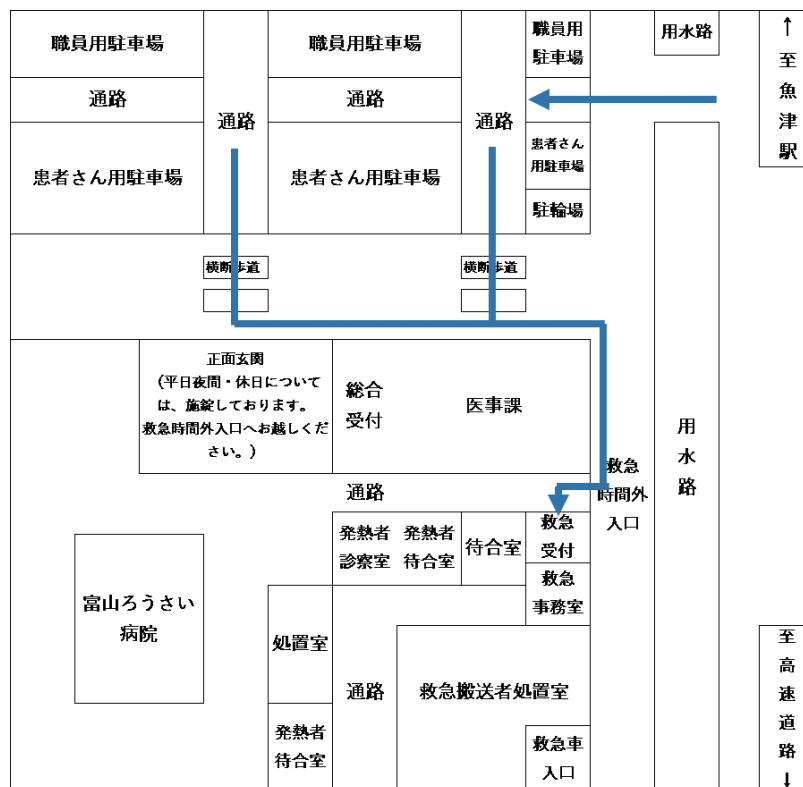 職員用駐車場
職員用駐車場
職員用
駐車場
用水路
↑
至
魚
津
駅
通路
通路
通路
通路
患者さん用駐車場
患者さん用駐車場
患者さん
用駐車場
駐輪場
横断歩道
横断歩道
正面玄関
(平日夜間・休日について
は、施錠しております。
救急時間外入口へお越しくだ
さい。)
総合
受付
医事課
用
水
路
救急
時間外
入口
通路
発熱者
診察室
発熱者
待合室
待合室
救急
受付
救急
事務室
富山ろうさい
病院
処置室
通路
救急搬送者処置室
発熱者
待合室
救急車
入口
至
高
速
道
路
↓